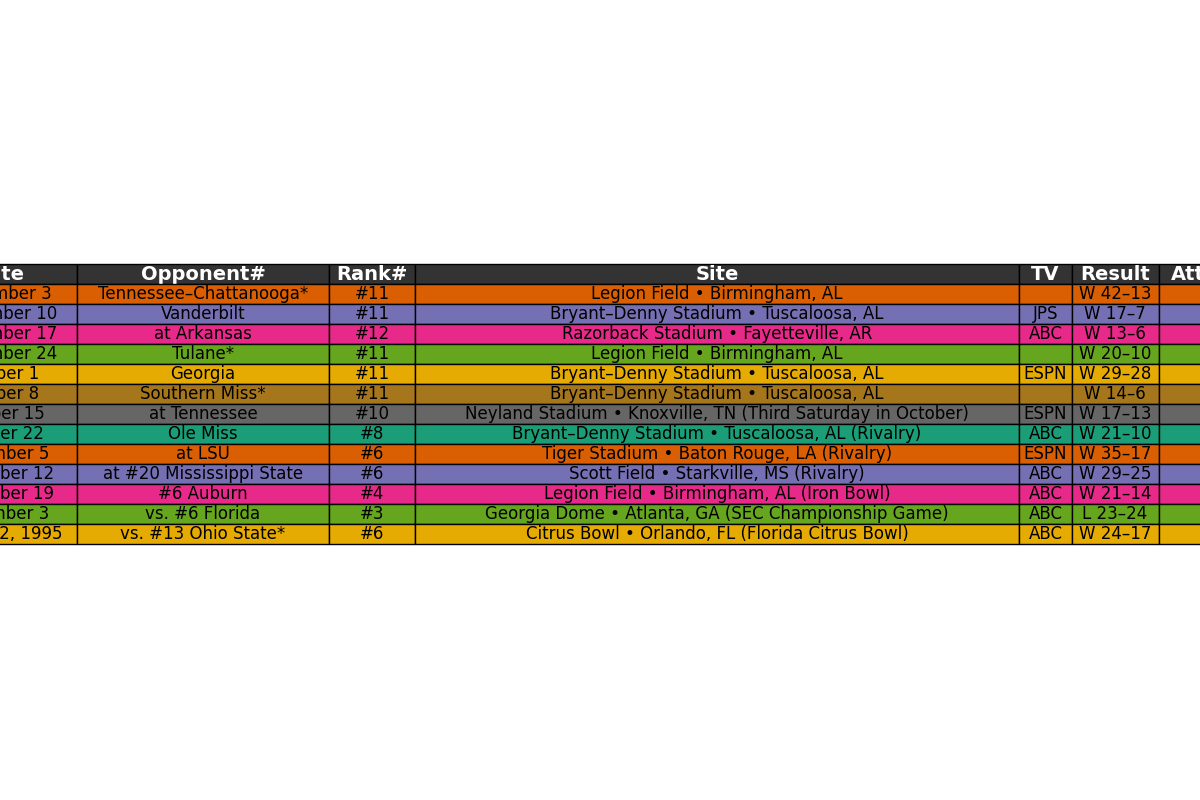 te Opponent# Rank# Site TV Result Att
mber 3 Tennessee–Chattanooga* #11 Legion Field • Birmingham, AL W 42–13
ber 10 Vanderbilt #11 Bryant–Denny Stadium • Tuscaloosa, AL JPS W 17–7
ber 17 at Arkansas #12 Razorback Stadium • Fayetteville, AR ABC W 13–6
ber 24 Tulane* #11 Legion Field • Birmingham, AL W 20–10
ber 1 Georgia #11 Bryant–Denny Stadium • Tuscaloosa, AL ESPN W 29–28
ber 8 Southern Miss* #11 Bryant–Denny Stadium • Tuscaloosa, AL W 14–6
er 15 at Tennessee #10 Neyland Stadium • Knoxville, TN (Third Saturday in October) ESPN W 17–13
er 22 Ole Miss #8 Bryant–Denny Stadium • Tuscaloosa, AL (Rivalry) ABC W 21–10
mber 5 at LSU #6 Tiger Stadium • Baton Rouge, LA (Rivalry) ESPN W 35–17
ber 12 at #20 Mississippi State #6 Scott Field • Starkville, MS (Rivalry) ABC W 29–25
ber 19 #6 Auburn #4 Legion Field • Birmingham, AL (Iron Bowl) ABC W 21–14
mber 3 vs. #6 Florida #3 Georgia Dome • Atlanta, GA (SEC Championship Game) ABC L 23–24
2, 1995 vs. #13 Ohio State* #6 Citrus Bowl • Orlando, FL (Florida Citrus Bowl) ABC W 24–17